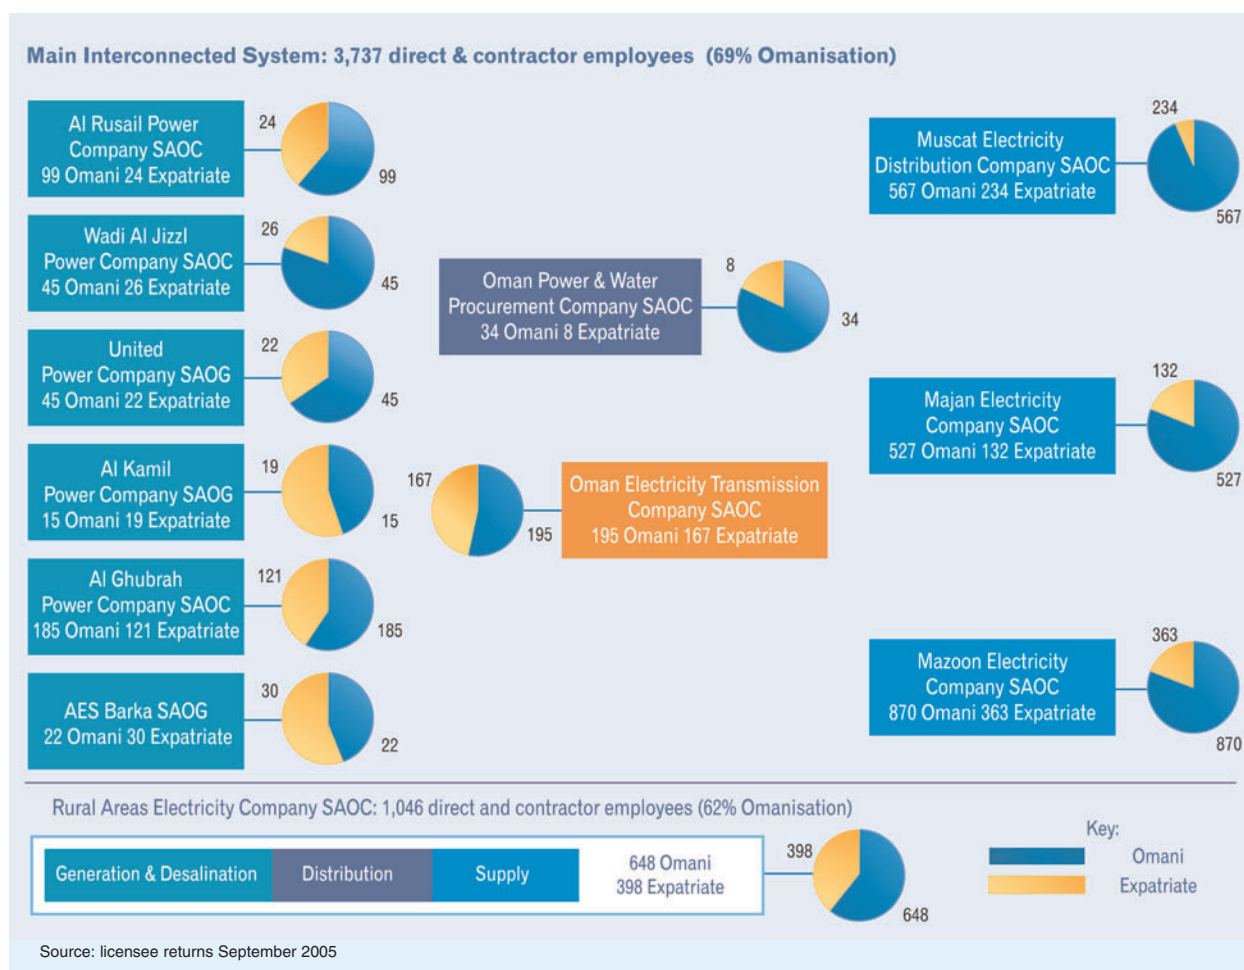 Main Interconnected System: 3,737 direct & contractor employees (69% Omanisation)
Al Rusail Power
Company SAOC
99 Omani 24 Expatriate
24
99
Wadi Al Jizzl
Power Company SAOC
45 Omani 26 Expatriate
26
45
United
Power Company SAOG
45 Omani 22 Expatriate
22
45
Al Kamil
Power Company SAOG
15 Omani 19 Expatriate
19
15
Al Ghubrah
Power Company SAOC
185 Omani 121 Expatriate
121
185
AES Barka SAOG
22 Omani 30 Expatriate
30
22
Oman Power & Water
Procurement Company SAOC
34 Omani 8 Expatriate
8
34
167
195
Oman Electricity Transmission
Company SAOC
195 Omani 167 Expatriate
Muscat Electricity
Distribution Company SAOC
567 Omani 234 Expatriate
234
567
Majan Electricity
Company SAOC
527 Omani 132 Expatriate
132
527
Mazoon Electricity
Company SAOC
870 Omani 363 Expatriate
363
870
Rural Areas Electricity Company SAOC: 1,046 direct and contractor employees (62% Omanisation)
Generation & Desalination
Distribution
Supply
648 Omani
398 Expatriate
398
648
Key:
Omani
Expatriate
Source: licensee returns September 2005